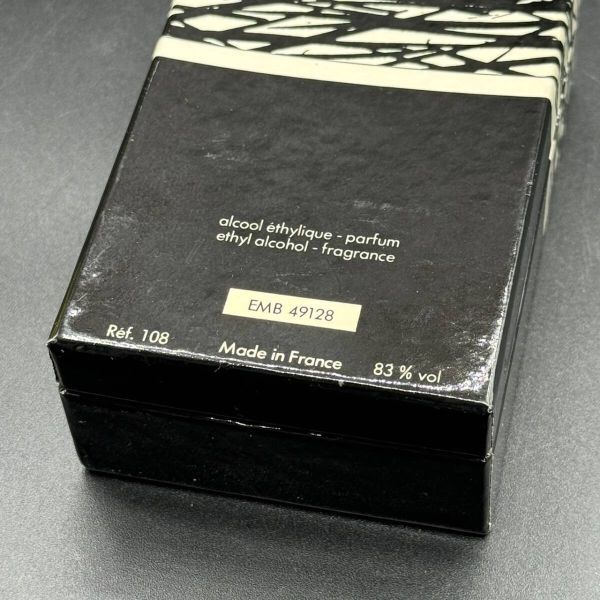 alcool éthylique - parfum
ethyl alcohol - fragrance
EMB 49128
Réf. 108 Made in France 83 % vol